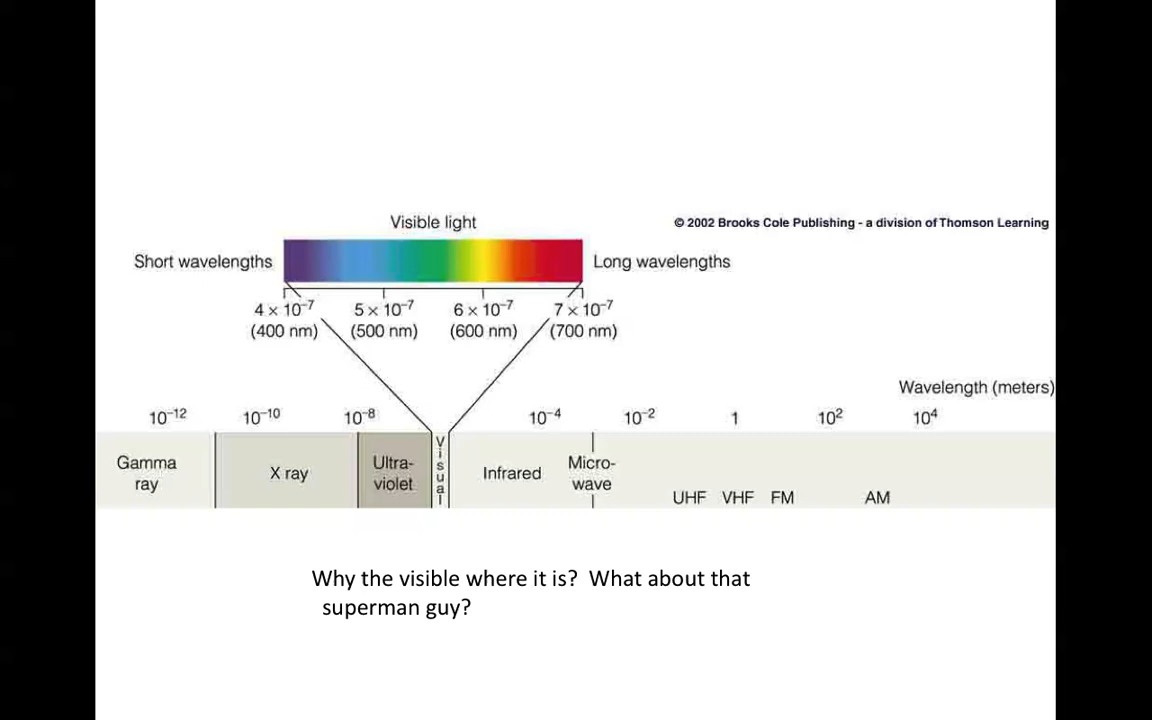 Visible light
© 2002 Brooks Cole Publishing - a division of Thomson Learning
Short wavelengths
Long wavelengths
4 × 10⁻⁷ 5 × 10⁻⁷ 6 × 10⁻⁷ 7 × 10⁻⁷
(400 nm) (500 nm) (600 nm) (700 nm)
Wavelength (meters)
10⁻¹² 10⁻¹⁰ 10⁻⁸ 10⁻⁴ 10⁻² 1 10² 10⁴
Gamma
ray
X ray
Ultra-
violet
Visual
Infrared
Micro-
wave
UHF VHF FM AM
Why the visible where it is? What about that
superman guy?